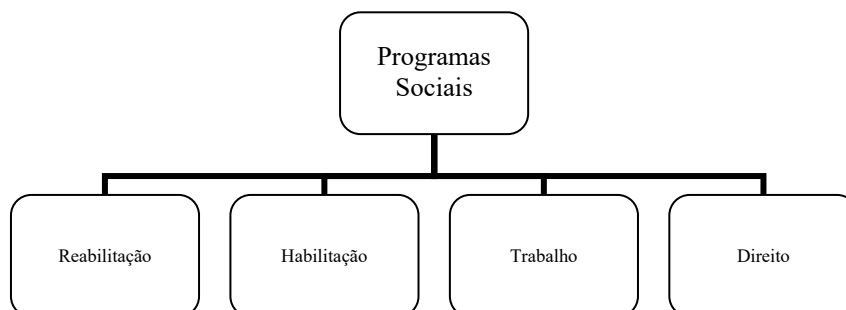 Programas
Sociais
Reabilitação
Habilitação
Trabalho
Direito